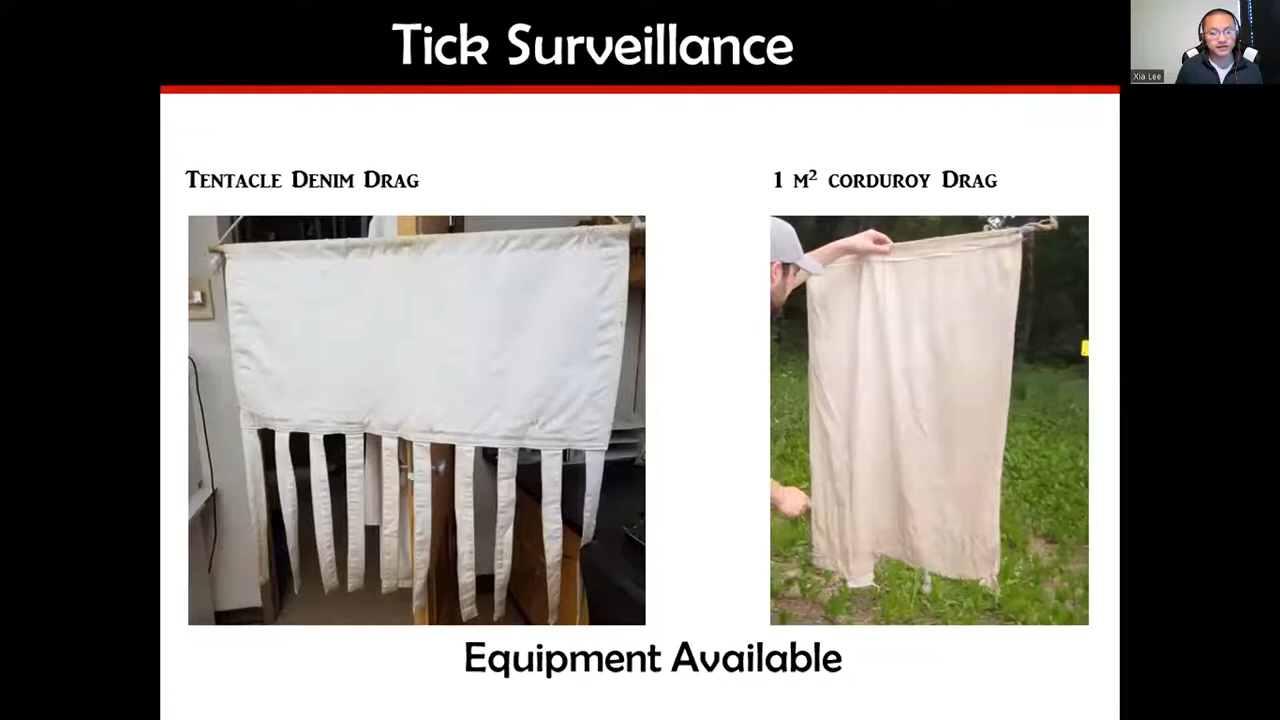 Tick Surveillance
Xia Lee
Tentacle Denim Drag
1 m² corduroy Drag
Equipment Available